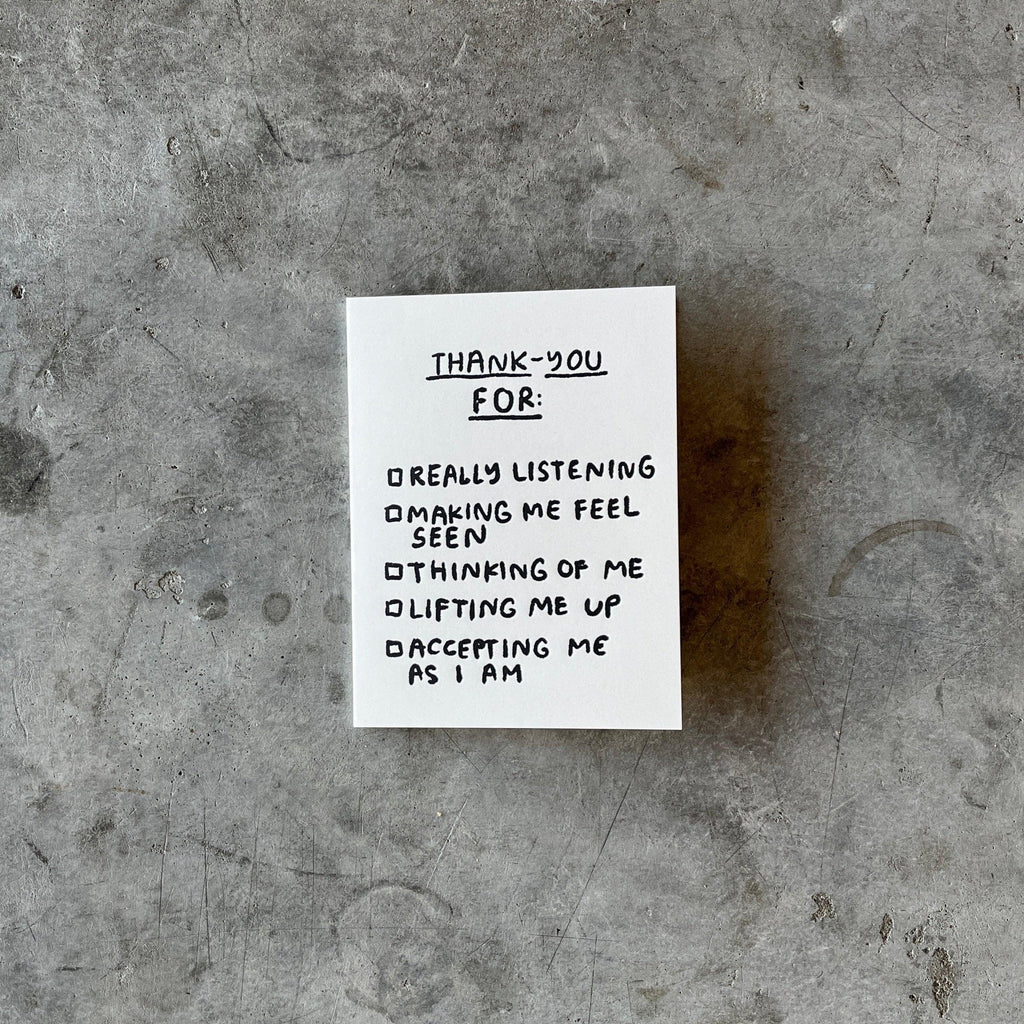 THANK-YOU
FOR:
☐ REALLY LISTENING
☐ MAKING ME FEEL
SEEN
☐ THINKING OF ME
☐ LIFTING ME UP
☐ ACCEPTING ME
AS I AM